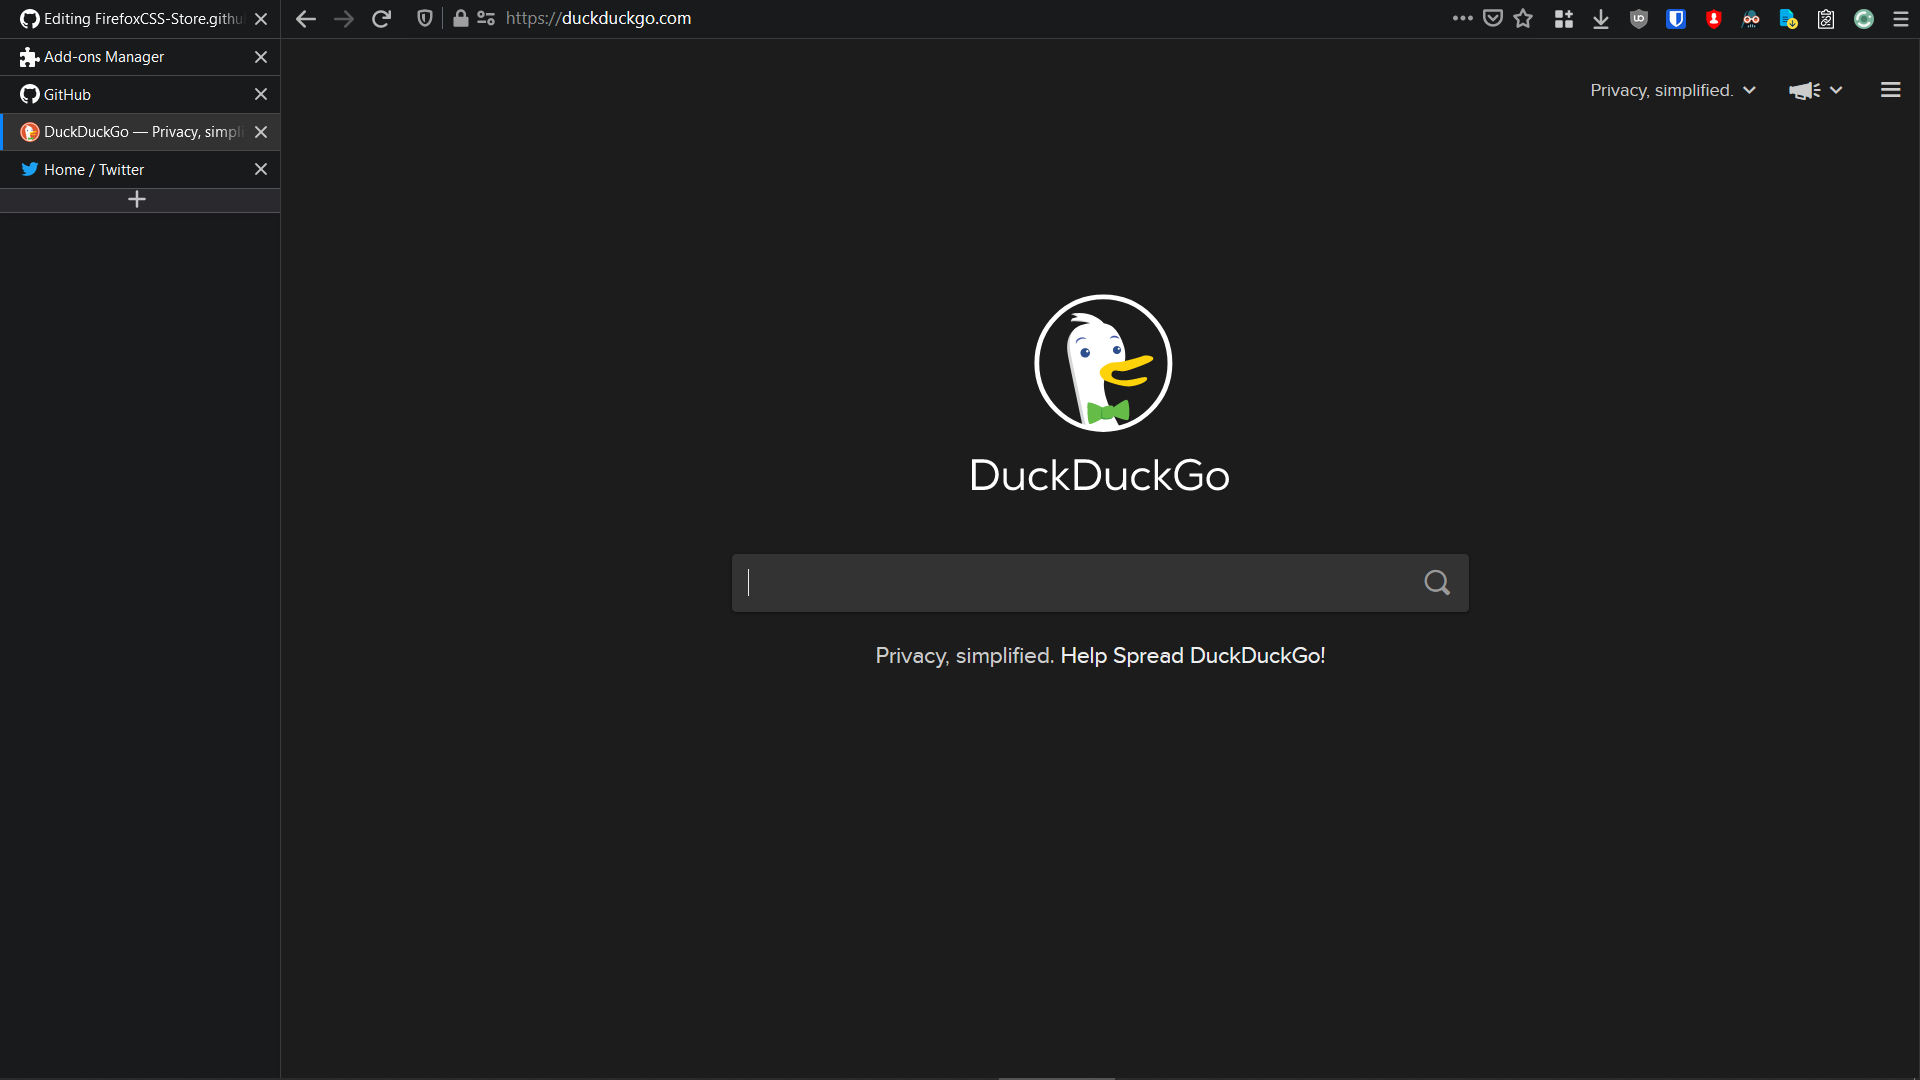 Editing FirefoxCSS-Store.githu
https://duckduckgo.com
Add-ons Manager
GitHub
DuckDuckGo — Privacy, simpli
Home / Twitter
Privacy, simplified.
DuckDuckGo
Privacy, simplified. Help Spread DuckDuckGo!